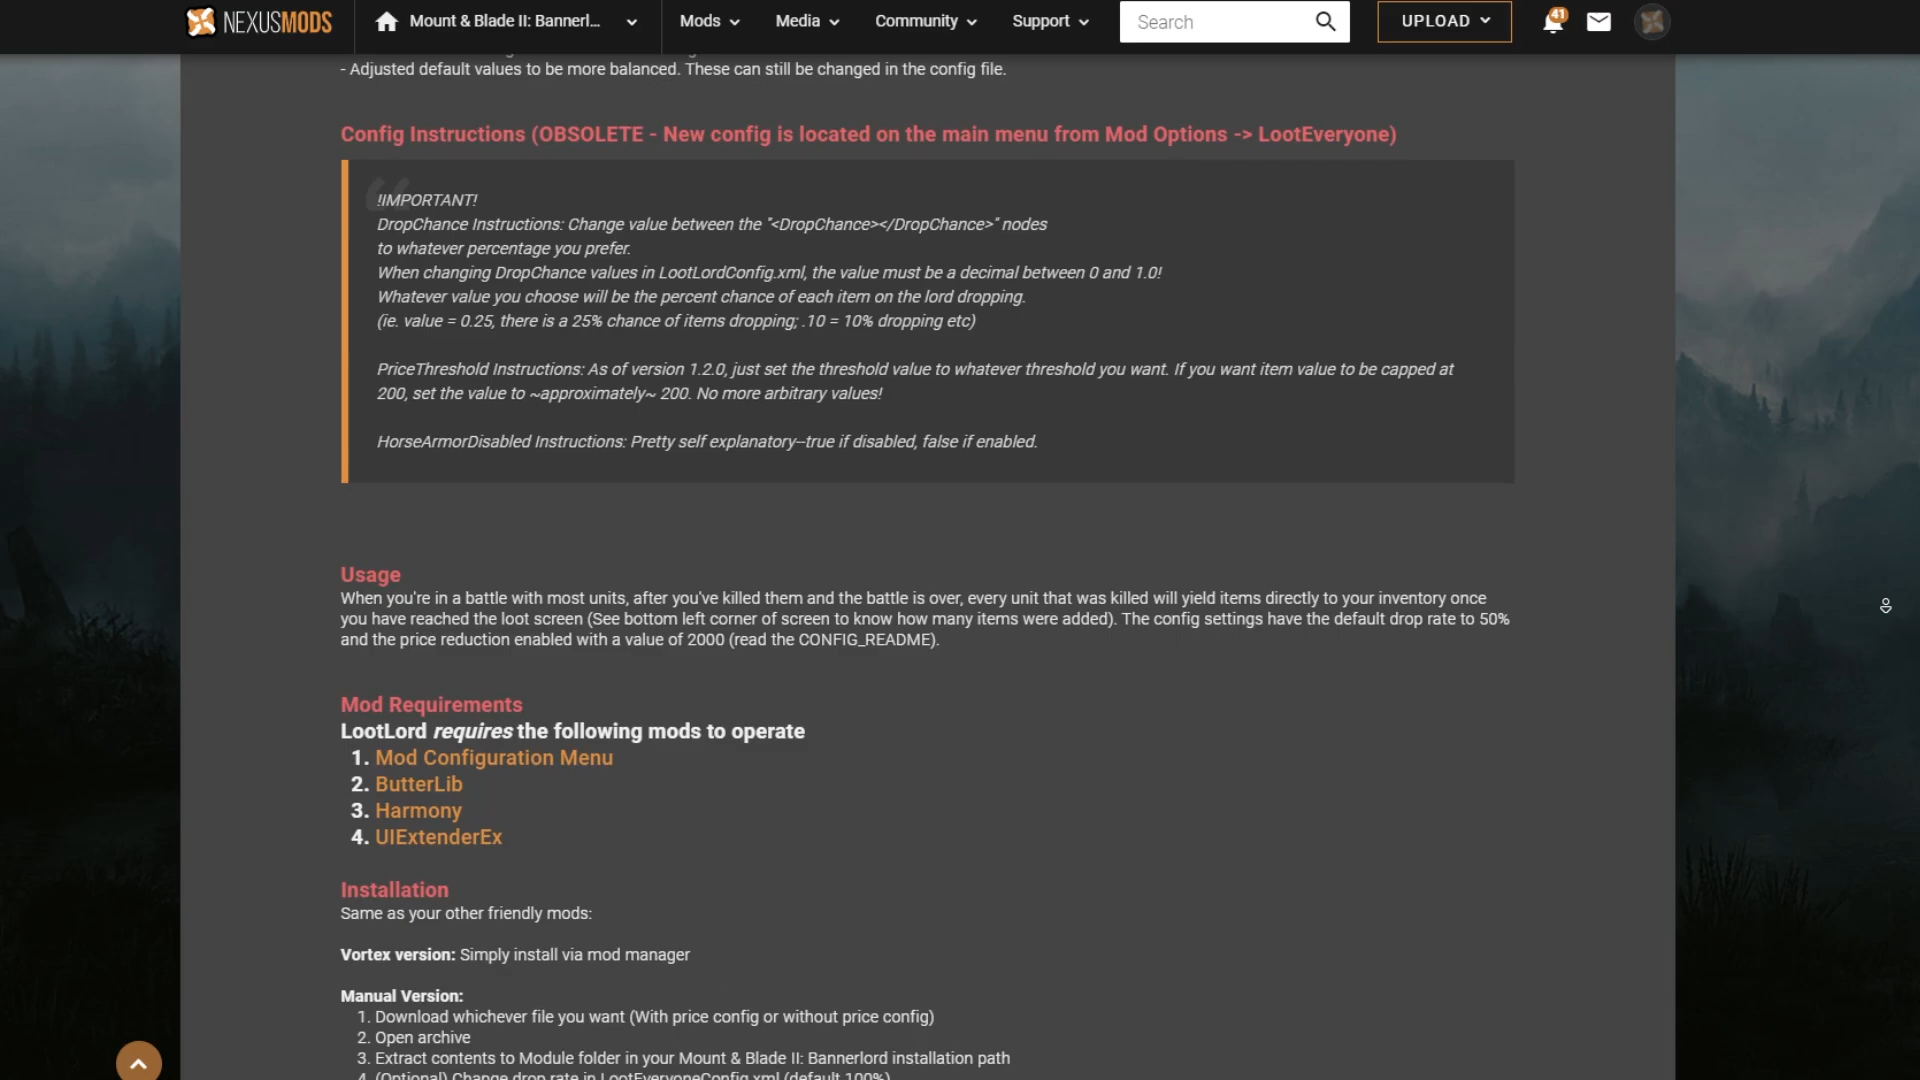 NEXUSMODS
Mount & Blade II: Bannerl...
Mods
Media
Community
Support
Search
UPLOAD
41
- Adjusted default values to be more balanced. These can still be changed in the config file.
Config Instructions (OBSOLETE - New config is located on the main menu from Mod Options -> LootEveryone)
!IMPORTANT!
DropChance Instructions: Change value between the "<DropChance></DropChance>" nodes
to whatever percentage you prefer.
When changing DropChance values in LootLordConfig.xml, the value must be a decimal between 0 and 1.0!
Whatever value you choose will be the percent chance of each item on the lord dropping.
(ie. value = 0.25, there is a 25% chance of items dropping; .10 = 10% dropping etc)
PriceThreshold Instructions: As of version 1.2.0, just set the threshold value to whatever threshold you want. If you want item value to be capped at
200, set the value to ~approximately~ 200. No more arbitrary values!
HorseArmorDisabled Instructions: Pretty self explanatory--true if disabled, false if enabled.
Usage
When you're in a battle with most units, after you've killed them and the battle is over, every unit that was killed will yield items directly to your inventory once
you have reached the loot screen (See bottom left corner of screen to know how many items were added). The config settings have the default drop rate to 50%
and the price reduction enabled with a value of 2000 (read the CONFIG_README).
Mod Requirements
LootLord requires the following mods to operate
1. Mod Configuration Menu
2. ButterLib
3. Harmony
4. UIExtenderEx
Installation
Same as your other friendly mods:
Vortex version: Simply install via mod manager
Manual Version:
1. Download whichever file you want (With price config or without price config)
2. Open archive
3. Extract contents to Module folder in your Mount & Blade II: Bannerlord installation path
4. (Optional) Change drop rate in LootEveryoneConfig.xml (default 100%)